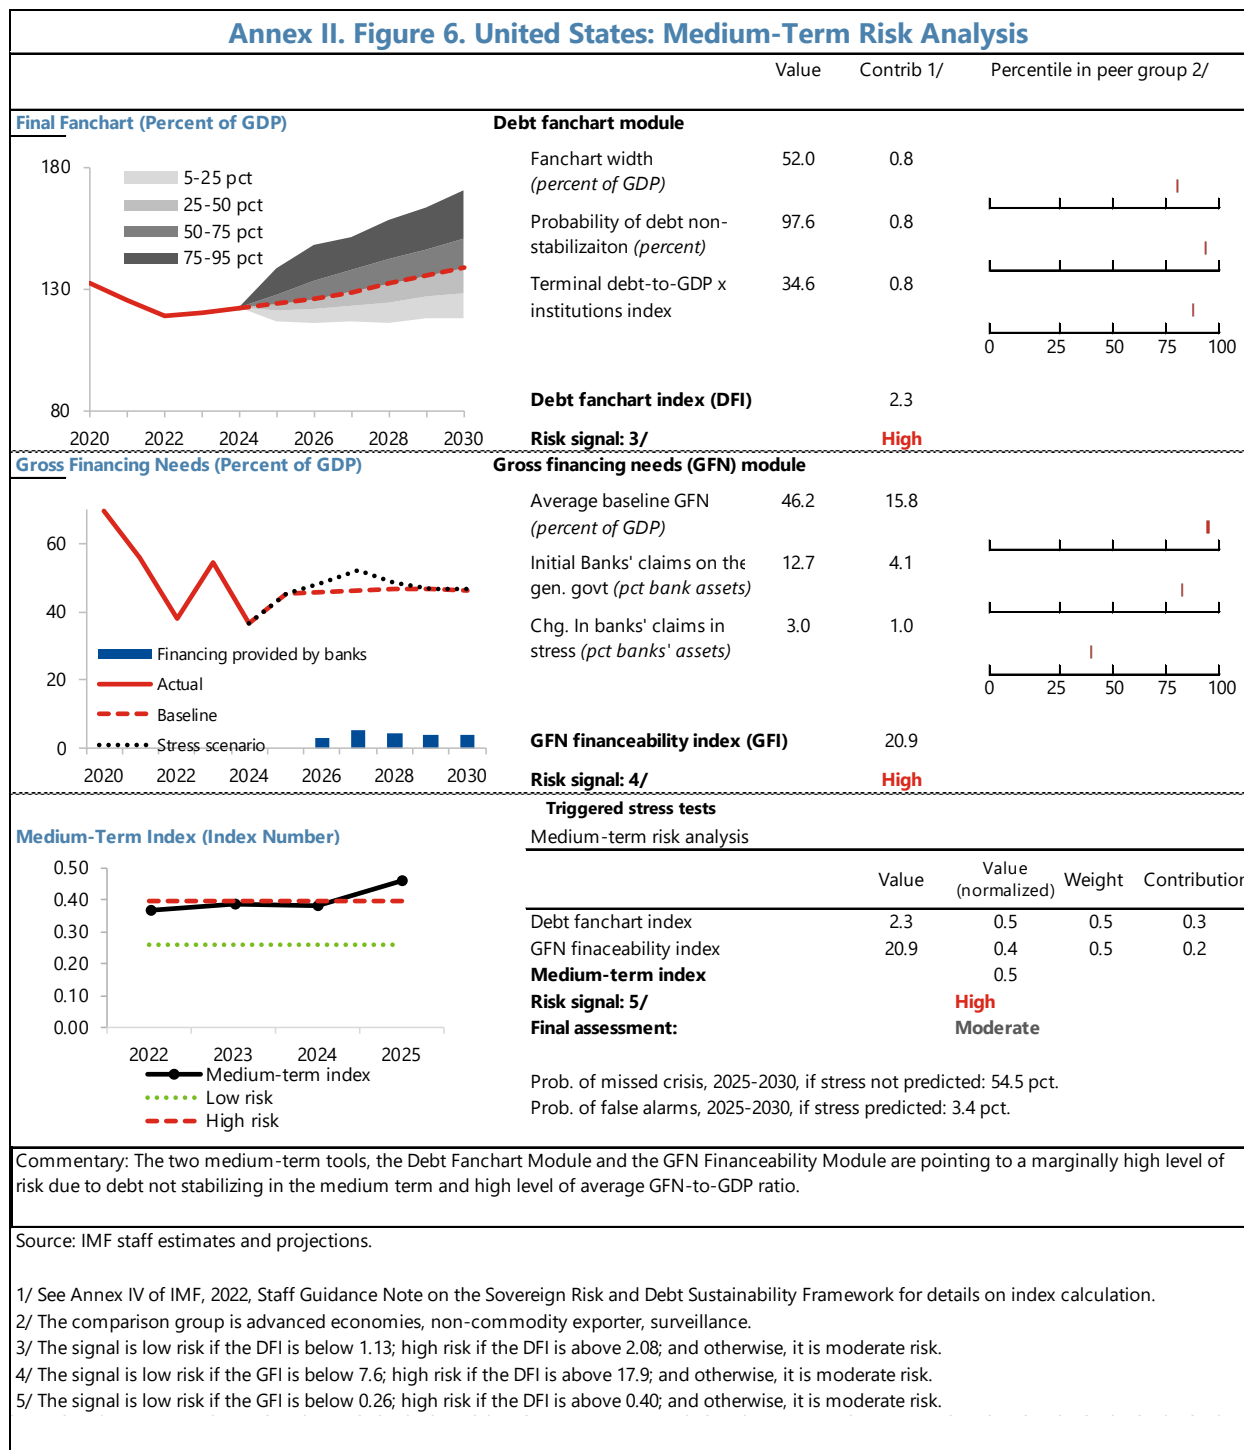 Annex II. Figure 6. United States: Medium-Term Risk Analysis
Value Contrib 1/ Percentile in peer group 2/
Final Fanchart (Percent of GDP)
180
130
80
5-25 pct
25-50 pct
50-75 pct
75-95 pct
2020 2022 2024 2026 2028 2030
Debt fanchart module
Fanchart width 52.0 0.8
(percent of GDP)
Probability of debt non- 97.6 0.8
stabilizaiton (percent)
Terminal debt-to-GDP x 34.6 0.8
institutions index
0 25 50 75 100
Debt fanchart index (DFI) 2.3
Risk signal: 3/ High
Gross Financing Needs (Percent of GDP)
60
40
20
0
Financing provided by banks
Actual
Baseline
Stress scenario
2020 2022 2024 2026 2028 2030
Gross financing needs (GFN) module
Average baseline GFN 46.2 15.8
(percent of GDP)
Initial Banks' claims on the 12.7 4.1
gen. govt (pct bank assets)
Chg. In banks' claims in 3.0 1.0
stress (pct banks' assets)
0 25 50 75 100
GFN financeability index (GFI) 20.9
Risk signal: 4/ High
Triggered stress tests
Medium-Term Index (Index Number)
0.50
0.40
0.30
0.20
0.10
0.00
2022 2023 2024 2025
Medium-term index
Low risk
High risk
Medium-term risk analysis
Value Value (normalized) Weight Contribution
Debt fanchart index 2.3 0.5 0.5 0.3
GFN finaceability index 20.9 0.4 0.5 0.2
Medium-term index 0.5
Risk signal: 5/ High
Final assessment: Moderate
Prob. of missed crisis, 2025-2030, if stress not predicted: 54.5 pct.
Prob. of false alarms, 2025-2030, if stress predicted: 3.4 pct.
Commentary: The two medium-term tools, the Debt Fanchart Module and the GFN Financeability Module are pointing to a marginally high level of
risk due to debt not stabilizing in the medium term and high level of average GFN-to-GDP ratio.
Source: IMF staff estimates and projections.
1/ See Annex IV of IMF, 2022, Staff Guidance Note on the Sovereign Risk and Debt Sustainability Framework for details on index calculation.
2/ The comparison group is advanced economies, non-commodity exporter, surveillance.
3/ The signal is low risk if the DFI is below 1.13; high risk if the DFI is above 2.08; and otherwise, it is moderate risk.
4/ The signal is low risk if the GFI is below 7.6; high risk if the DFI is above 17.9; and otherwise, it is moderate risk.
5/ The signal is low risk if the GFI is below 0.26; high risk if the DFI is above 0.40; and otherwise, it is moderate risk.